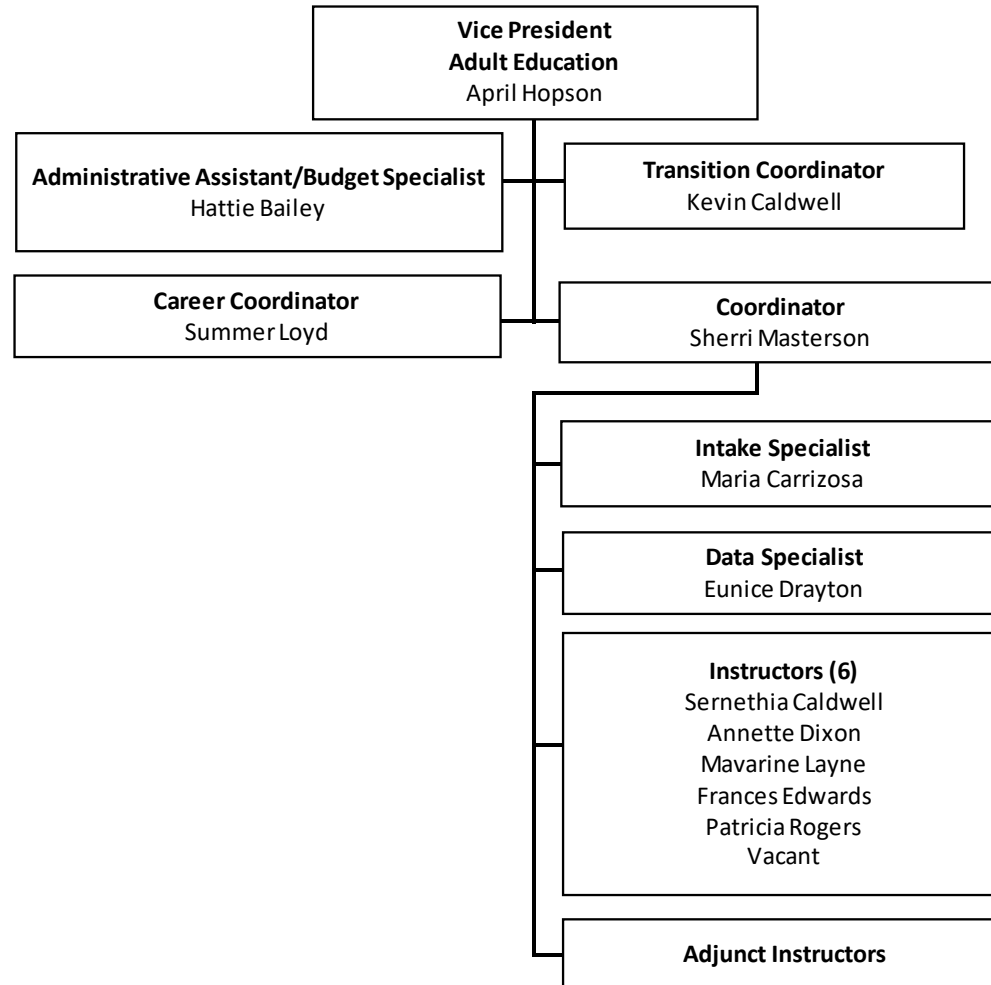 Vice President
Adult Education
April Hopson
Administrative Assistant/Budget Specialist
Hattie Bailey
Transition Coordinator
Kevin Caldwell
Career Coordinator
Summer Loyd
Coordinator
Sherri Masterson
Intake Specialist
Maria Carrizosa
Data Specialist
Eunice Drayton
Instructors (6)
Sernethia Caldwell
Annette Dixon
Mavarine Layne
Frances Edwards
Patricia Rogers
Vacant
Adjunct Instructors